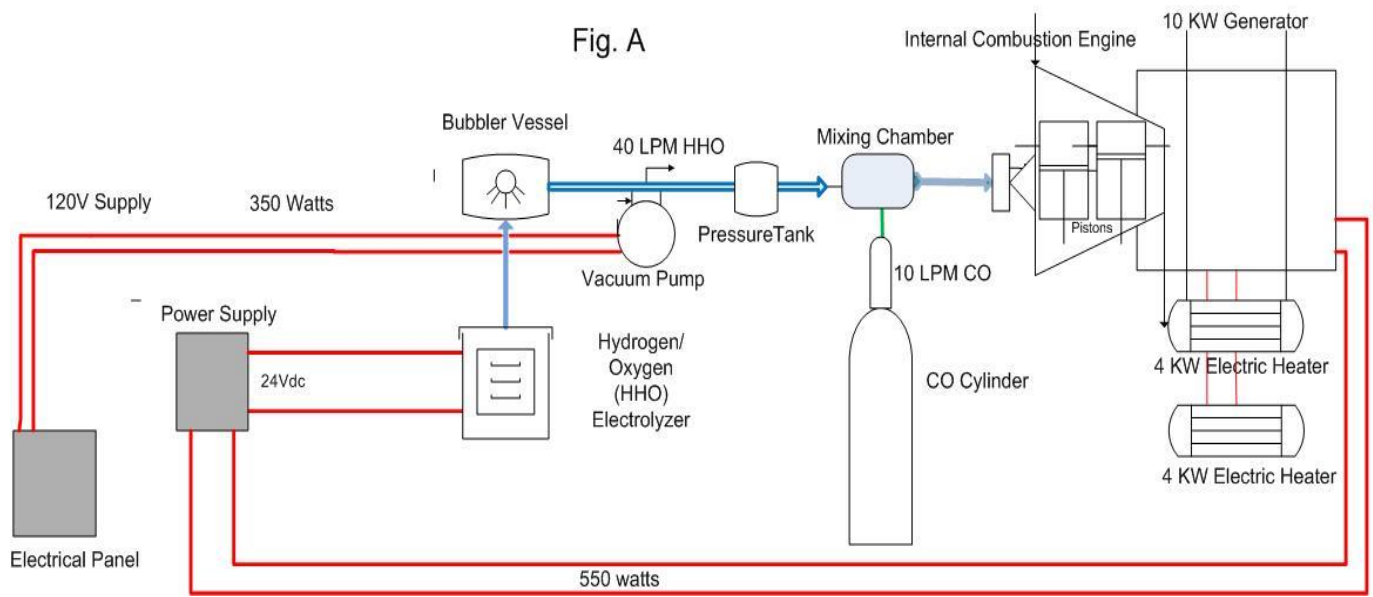 Fig. A
10 KW Generator
Internal Combustion Engine
Bubbler Vessel
40 LPM HHO
Mixing Chamber
120V Supply
350 Watts
Pistons
PressureTank
Vacuum Pump
10 LPM CO
Power Supply
24Vdc
Hydrogen/
Oxygen
(HHO)
Electrolyzer
CO Cylinder
4 KW Electric Heater
4 KW Electric Heater
Electrical Panel
550 watts